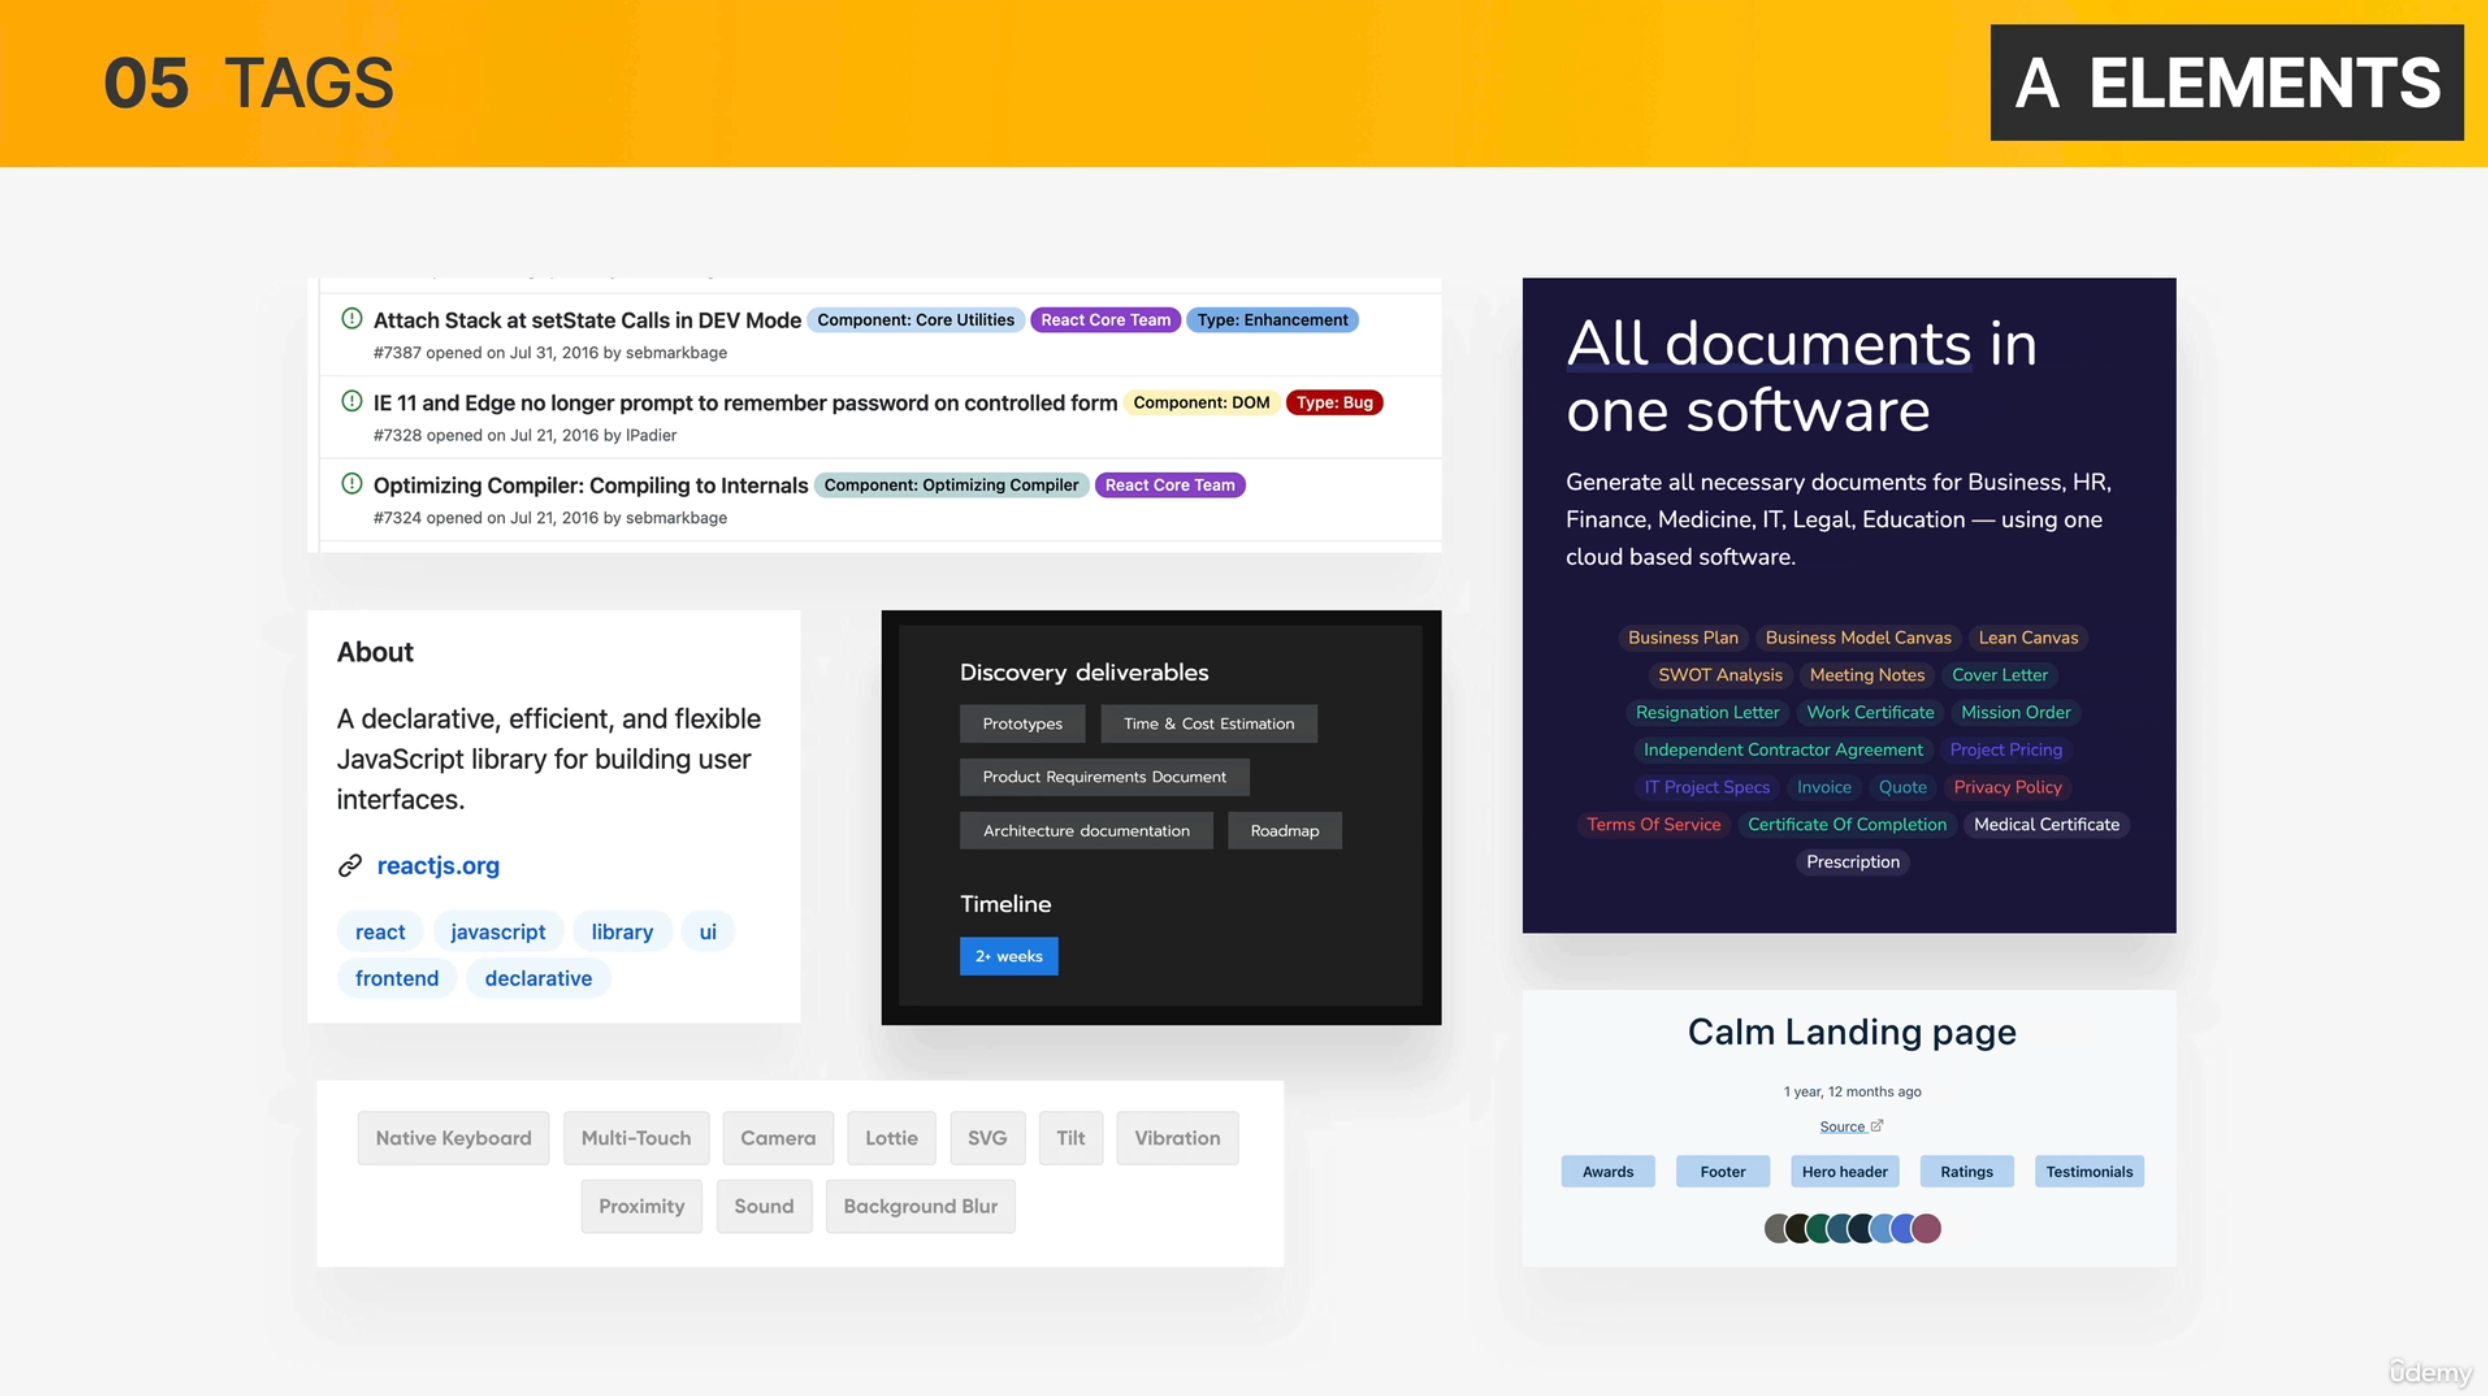 05 TAGS
A ELEMENTS
Attach Stack at setState Calls in DEV Mode Component: Core Utilities React Core Team Type: Enhancement
#7387 opened on Jul 31, 2016 by sebmarkbage
IE 11 and Edge no longer prompt to remember password on controlled form Component: DOM Type: Bug
#7328 opened on Jul 21, 2016 by IPadier
Optimizing Compiler: Compiling to Internals Component: Optimizing Compiler React Core Team
#7324 opened on Jul 21, 2016 by sebmarkbage
About
A declarative, efficient, and flexible
JavaScript library for building user
interfaces.
reactjs.org
react javascript library ui
frontend declarative
Discovery deliverables
Prototypes Time & Cost Estimation
Product Requirements Document
Architecture documentation Roadmap
Timeline
2+ weeks
Native Keyboard Multi-Touch Camera Lottie SVG Tilt Vibration
Proximity Sound Background Blur
All documents in
one software
Generate all necessary documents for Business, HR,
Finance, Medicine, IT, Legal, Education — using one
cloud based software.
Business Plan Business Model Canvas Lean Canvas
SWOT Analysis Meeting Notes Cover Letter
Resignation Letter Work Certificate Mission Order
Independent Contractor Agreement Project Pricing
IT Project Specs Invoice Quote Privacy Policy
Terms Of Service Certificate Of Completion Medical Certificate
Prescription
Calm Landing page
1 year, 12 months ago
Source
Awards Footer Hero header Ratings Testimonials
ûdemy